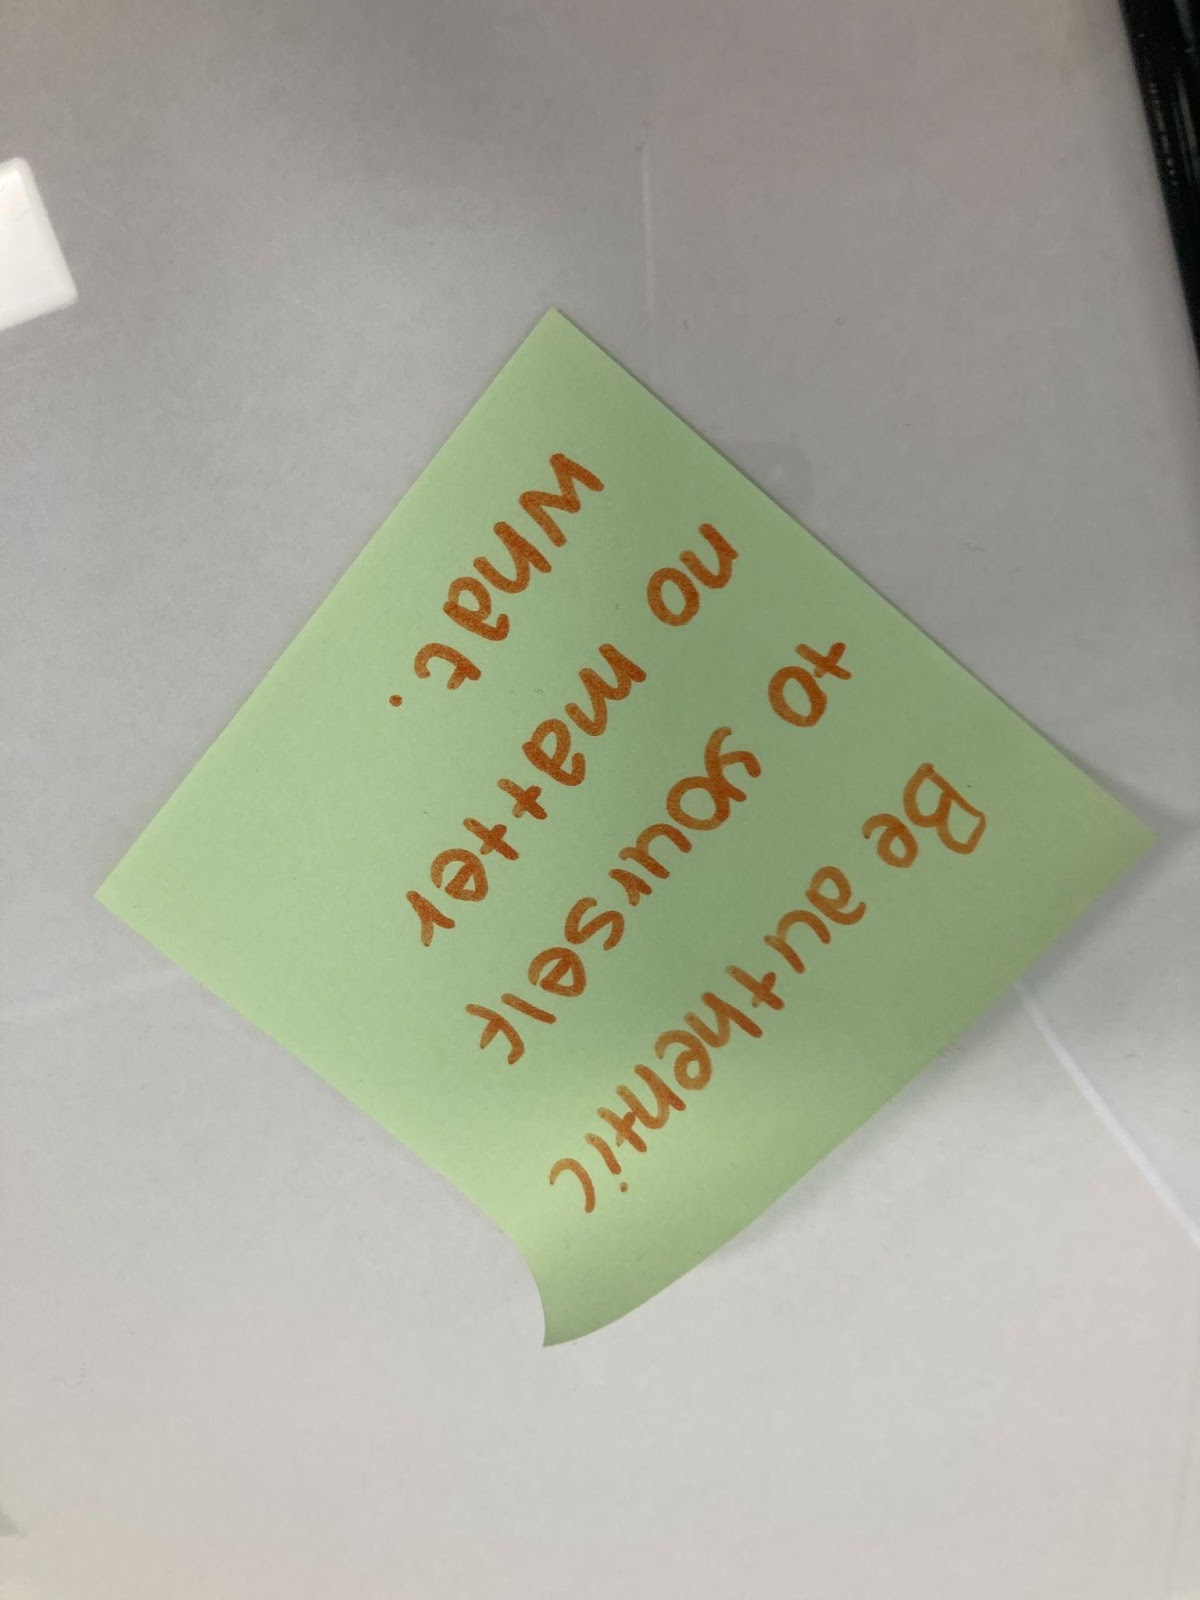 Be authentic
to yourself
no matter
what.